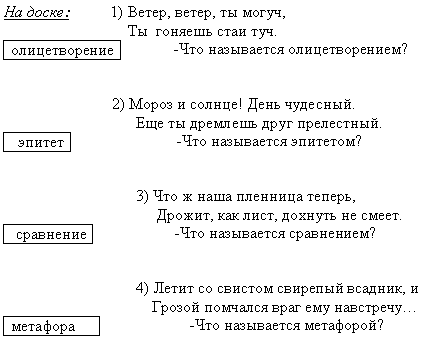 На доске: 1) Ветер, ветер, ты могуч,
Ты гоняешь стаи туч.
олицетворение -Что называется олицетворением?
2) Мороз и солнце! День чудесный.
Еще ты дремлешь друг прелестный.
эпитет -Что называется эпитетом?
3) Что ж наша пленница теперь,
Дрожит, как лист, дохнуть не смеет.
сравнение -Что называется сравнением?
4) Летит со свистом свирепый всадник, и
Грозой помчался враг ему навстречу...
метафора -Что называется метафорой?